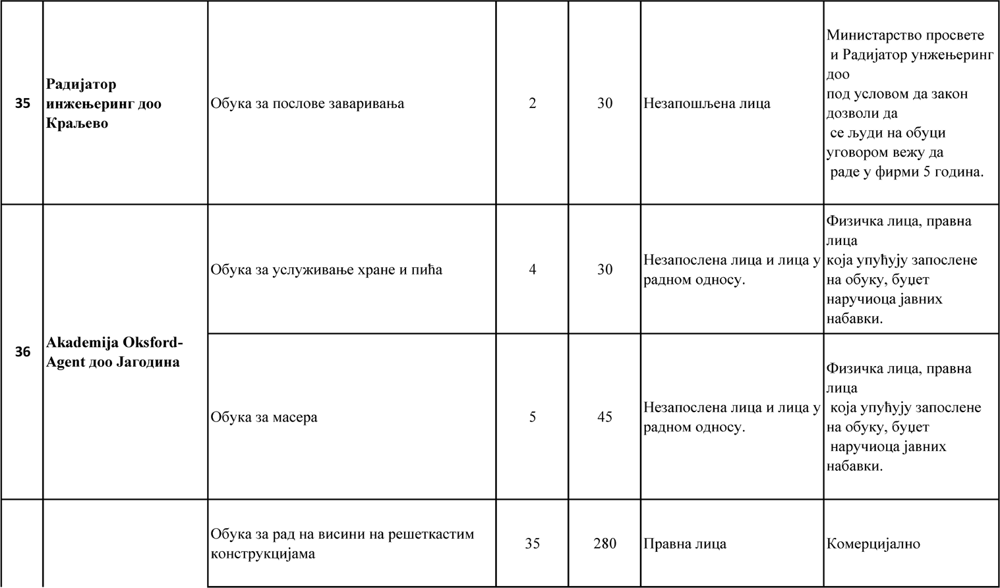 35
Радијатор
инжењеринг доо
Краљево
Обука за послове заваривања
2
30
Незапошљена лица
Министарство просвете
и Радијатор унжењеринг
доо
под условом да закон
дозволи да
се људи на обуци
уговором вежу да
раде у фирми 5 година.
36
Akademija Oksford-
Agent доо Јагодина
Обука за услуживање хране и пића
4
30
Незапослена лица и лица у
радном односу.
Физичка лица, правна
лица
која упућују запослене
на обуку, буџет
наручиоца јавних
набавки.
Обука за масера
5
45
Незапослена лица и лица у
радном односу.
Физичка лица, правна
лица
која упућују запослене
на обуку, буџет
наручиоца јавних
набавки.
Обука за рад на висини на решеткастим
конструкцијама
35
280
Правна лица
Комерцијално